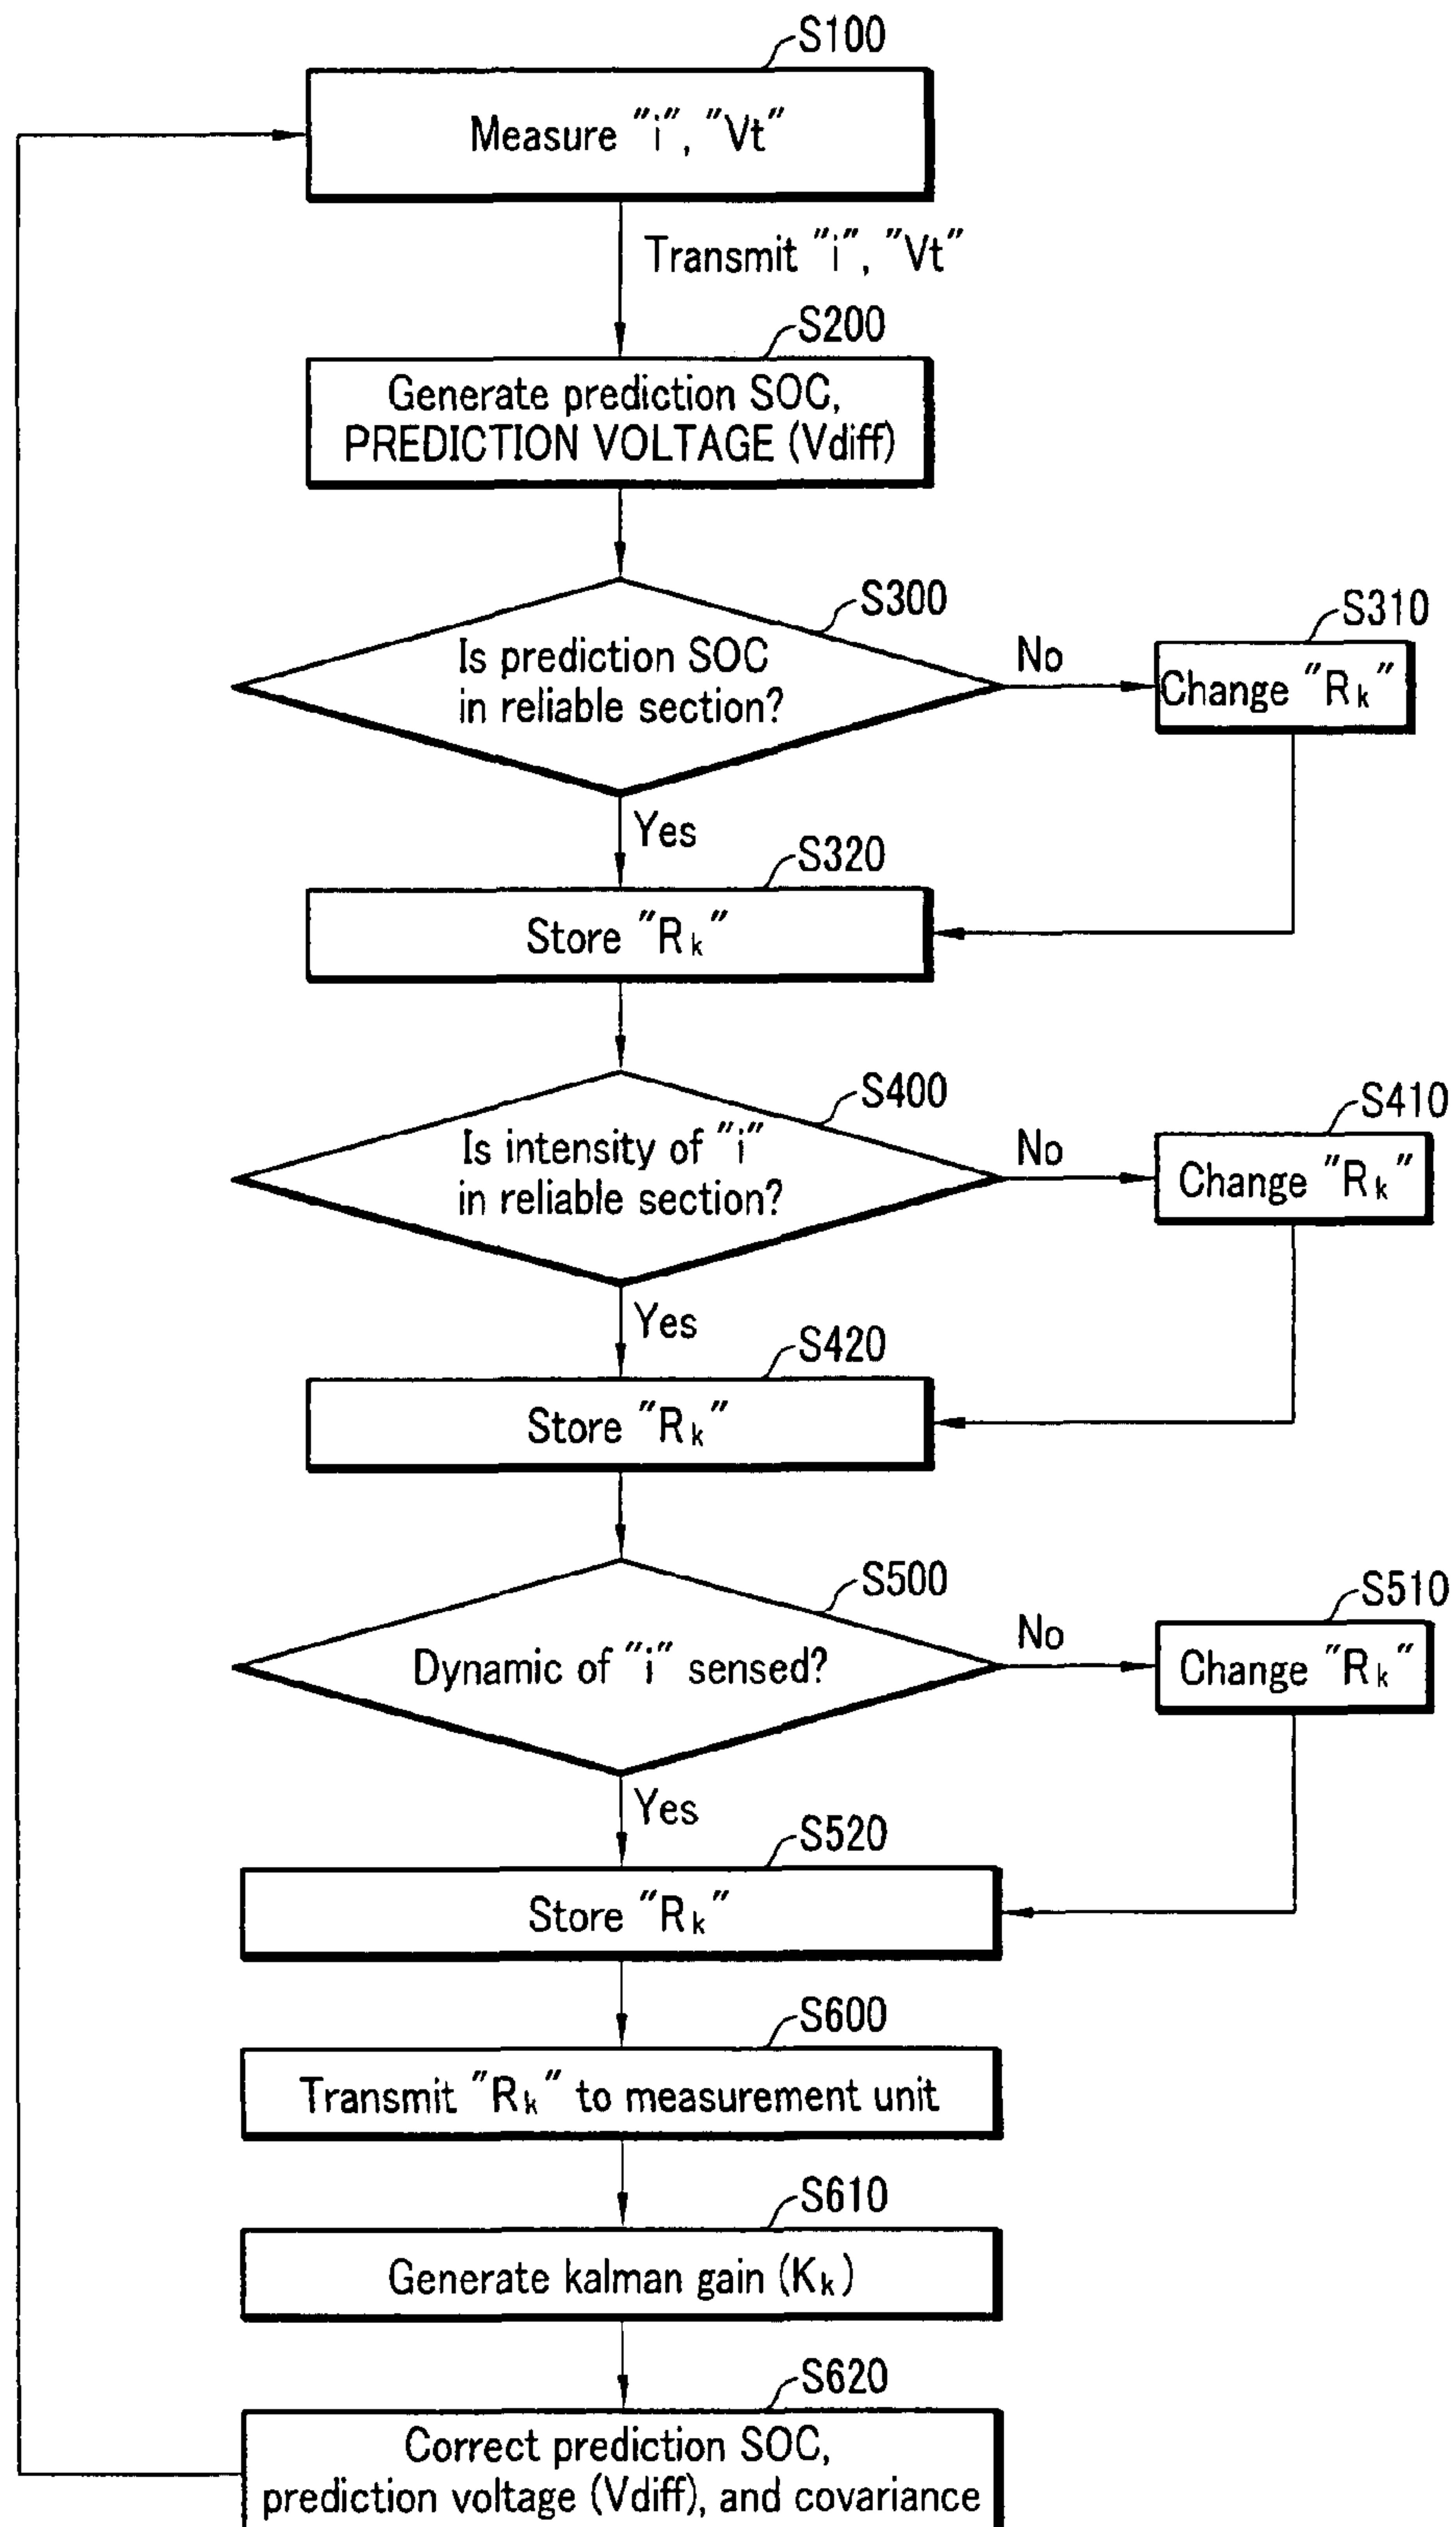 S100
Measure "i", "Vt"
Transmit "i", "Vt"
S200
Generate prediction SOC,
PREDICTION VOLTAGE (Vdiff)
S300
Is prediction SOC
in reliable section?
No
S310
Change "Rk"
Yes
S320
Store "Rk"
S400
Is intensity of "i"
in reliable section?
No
S410
Change "Rk"
Yes
S420
Store "Rk"
S500
Dynamic of "i" sensed?
No
S510
Change "Rk"
Yes
S520
Store "Rk"
S600
Transmit "Rk" to measurement unit
S610
Generate kalman gain (Kk)
S620
Correct prediction SOC,
prediction voltage (Vdiff), and covariance